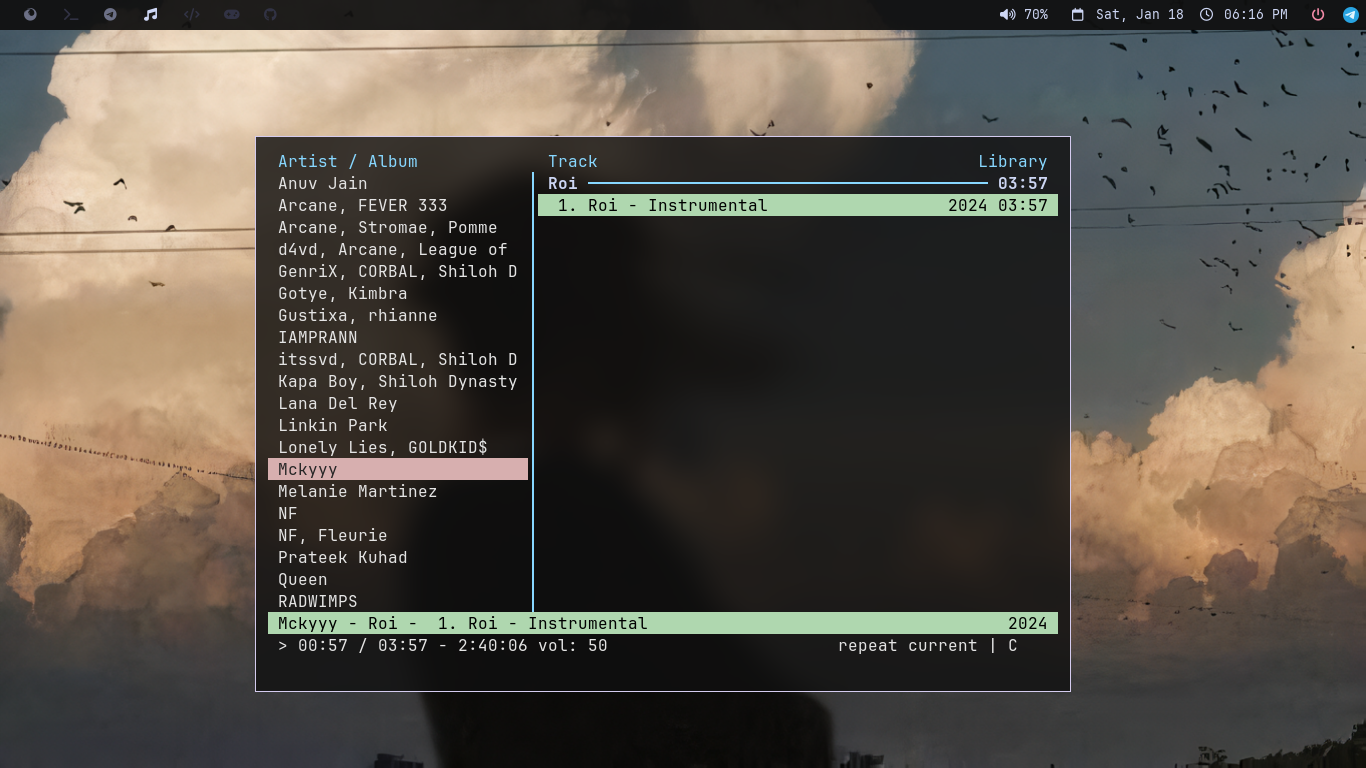 70% Sat, Jan 18 06:16 PM
Artist / Album Track Library
Anuv Jain Roi 03:57
Arcane, FEVER 333 1. Roi - Instrumental 2024 03:57
Arcane, Stromae, Pomme
d4vd, Arcane, League of
GenriX, CORBAL, Shiloh D
Gotye, Kimbra
Gustixa, rhianne
IAMPRANN
itssvd, CORBAL, Shiloh D
Kapa Boy, Shiloh Dynasty
Lana Del Rey
Linkin Park
Lonely Lies, GOLDKID$
Mckyyy
Melanie Martinez
NF
NF, Fleurie
Prateek Kuhad
Queen
RADWIMPS
Mckyyy - Roi -  1. Roi - Instrumental 2024
> 00:57 / 03:57 - 2:40:06 vol: 50 repeat current | C